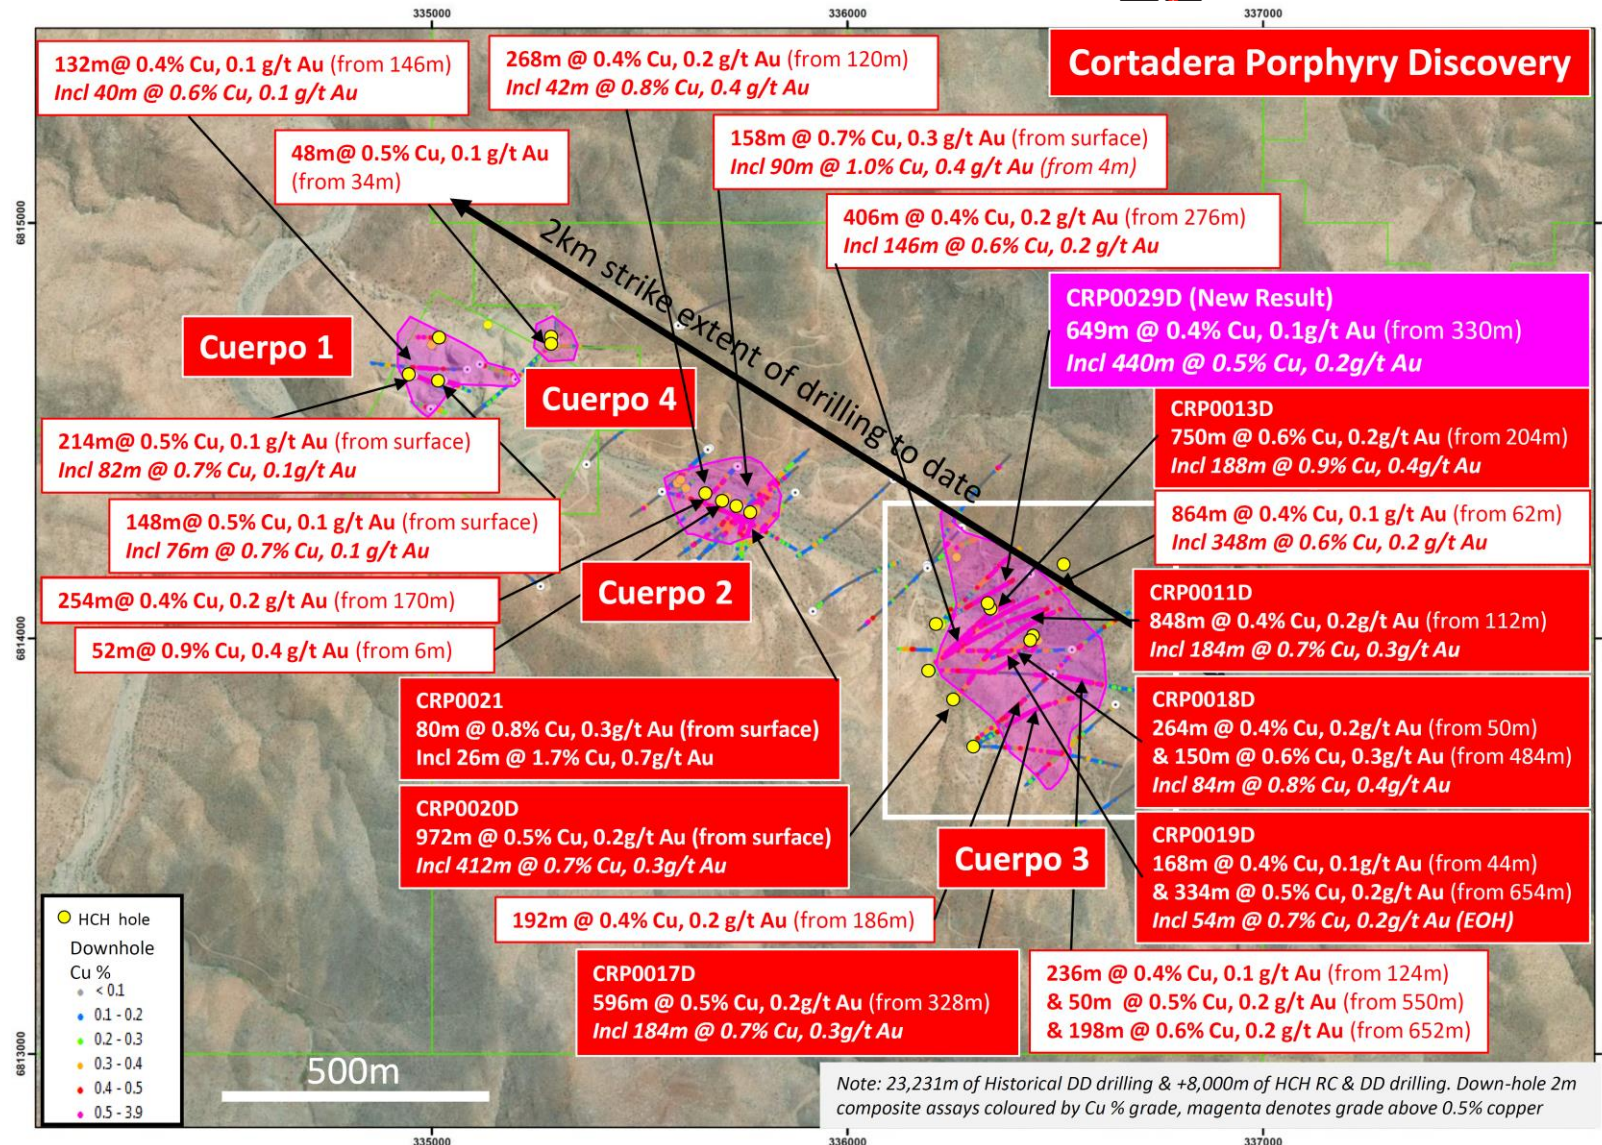 335000
336000
337000
Cortadera Porphyry Discovery
132m@ 0.4% Cu, 0.1 g/t Au (from 146m)
Incl 40m @ 0.6% Cu, 0.1 g/t Au
268m @ 0.4% Cu, 0.2 g/t Au (from 120m)
Incl 42m @ 0.8% Cu, 0.4 g/t Au
48m@ 0.5% Cu, 0.1 g/t Au
(from 34m)
158m @ 0.7% Cu, 0.3 g/t Au (from surface)
Incl 90m @ 1.0% Cu, 0.4 g/t Au (from 4m)
406m @ 0.4% Cu, 0.2 g/t Au (from 276m)
Incl 146m @ 0.6% Cu, 0.2 g/t Au
6815000
6815000
2km strike extent of drilling to date
CRP0029D (New Result)
649m @ 0.4% Cu, 0.1g/t Au (from 330m)
Incl 440m @ 0.5% Cu, 0.2g/t Au
Cuerpo 1
Cuerpo 4
CRP0013D
750m @ 0.6% Cu, 0.2g/t Au (from 204m)
Incl 188m @ 0.9% Cu, 0.4g/t Au
214m@ 0.5% Cu, 0.1 g/t Au (from surface)
Incl 82m @ 0.7% Cu, 0.1g/t Au
864m @ 0.4% Cu, 0.1 g/t Au (from 62m)
Incl 348m @ 0.6% Cu, 0.2 g/t Au
148m@ 0.5% Cu, 0.1 g/t Au (from surface)
Incl 76m @ 0.7% Cu, 0.1 g/t Au
Cuerpo 2
254m@ 0.4% Cu, 0.2 g/t Au (from 170m)
CRP0011D
848m @ 0.4% Cu, 0.2g/t Au (from 112m)
Incl 184m @ 0.7% Cu, 0.3g/t Au
6814000
6814000
52m@ 0.9% Cu, 0.4 g/t Au (from 6m)
CRP0021
80m @ 0.8% Cu, 0.3g/t Au (from surface)
Incl 26m @ 1.7% Cu, 0.7g/t Au
CRP0018D
264m @ 0.4% Cu, 0.2g/t Au (from 50m)
& 150m @ 0.6% Cu, 0.3g/t Au (from 484m)
Incl 84m @ 0.8% Cu, 0.4g/t Au
CRP0020D
972m @ 0.5% Cu, 0.2g/t Au (from surface)
Incl 412m @ 0.7% Cu, 0.3g/t Au
Cuerpo 3
CRP0019D
168m @ 0.4% Cu, 0.1g/t Au (from 44m)
& 334m @ 0.5% Cu, 0.2g/t Au (from 654m)
Incl 54m @ 0.7% Cu, 0.2g/t Au (EOH)
192m @ 0.4% Cu, 0.2 g/t Au (from 186m)
CRP0017D
596m @ 0.5% Cu, 0.2g/t Au (from 328m)
Incl 184m @ 0.7% Cu, 0.3g/t Au
236m @ 0.4% Cu, 0.1 g/t Au (from 124m)
& 50m @ 0.5% Cu, 0.2 g/t Au (from 550m)
& 198m @ 0.6% Cu, 0.2 g/t Au (from 652m)
HCH hole
Downhole
Cu %
< 0.1
0.1 - 0.2
0.2 - 0.3
0.3 - 0.4
0.4 - 0.5
0.5 - 3.9
6813000
6813000
500m
Note: 23,231m of Historical DD drilling & +8,000m of HCH RC & DD drilling. Down-hole 2m
composite assays coloured by Cu % grade, magenta denotes grade above 0.5% copper
335000
336000
337000